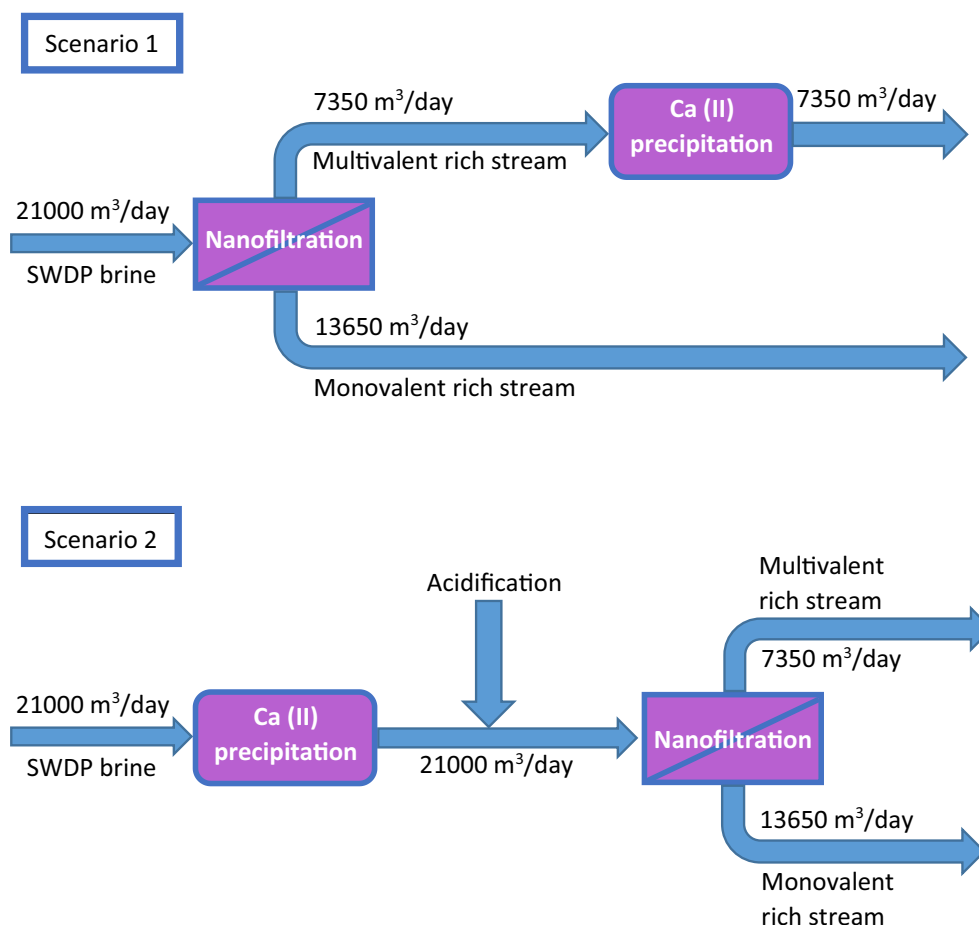 Scenario 1
7350 m³/day
Ca (II)
precipitation
7350 m³/day
Multivalent rich stream
21000 m³/day
Nanofiltration
SWDP brine
13650 m³/day
Monovalent rich stream
Scenario 2
Acidification
Multivalent
rich stream
7350 m³/day
21000 m³/day
Ca (II)
precipitation
Nanofiltration
SWDP brine
21000 m³/day
13650 m³/day
Monovalent
rich stream